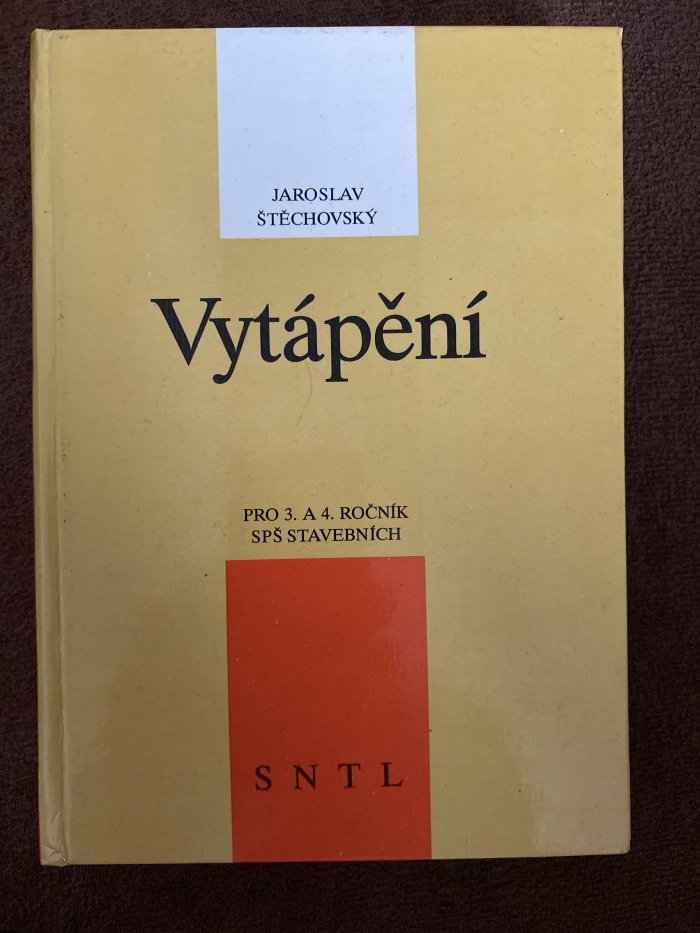 JAROSLAV
ŠTĚCHOVSKÝ
Vytápění
PRO 3. A 4. ROČNÍK
SPŠ STAVEBNÍCH
SNTL